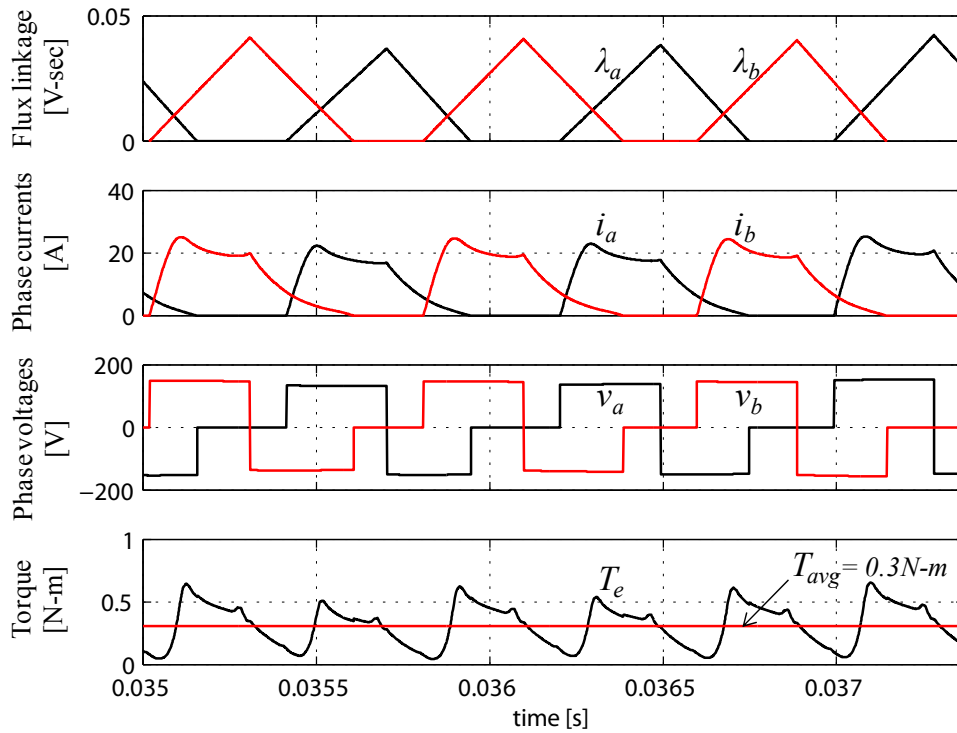 Flux linkage
[V-sec]
0.05
0
λa
λb
Phase currents
[A]
40
20
0
ia
ib
Phase voltages
[V]
200
0
−200
va
vb
Torque
[N-m]
1
0.5
0
Te
Tavg = 0.3N-m
0.035
0.0355
0.036
0.0365
0.037
time [s]